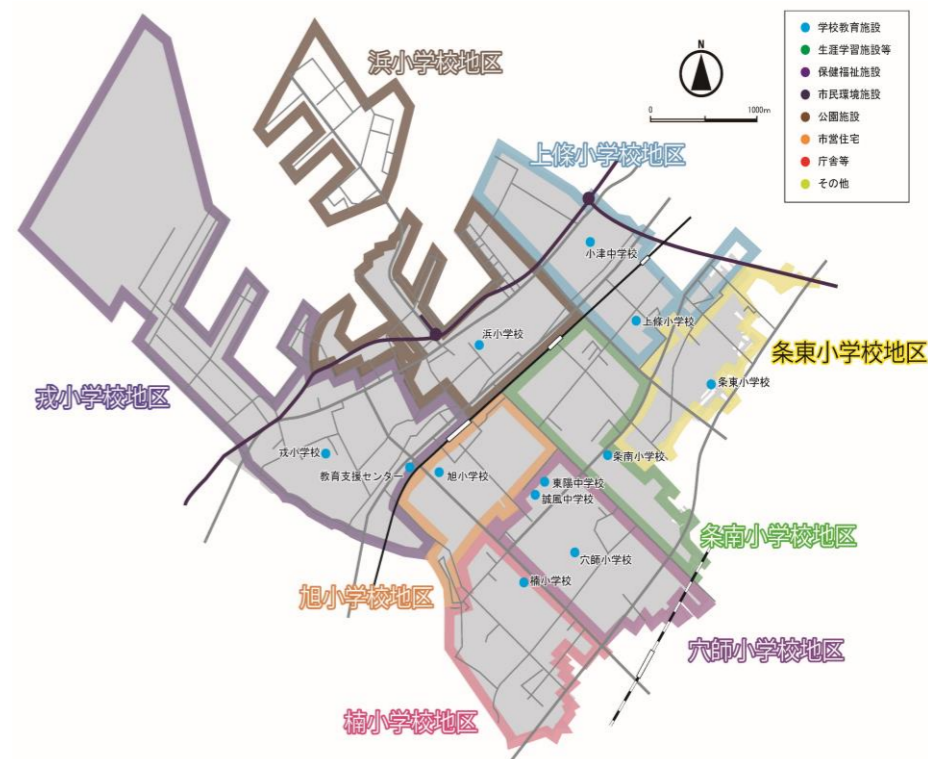 浜小学校地区
N
0
1000m
学校教育施設
生涯学習施設等
保健福祉施設
市民環境施設
公園施設
市営住宅
庁舎等
その他
上條小学校地区
小津中学校
上條小学校
浜小学校
条東小学校地区
条東小学校
戎小学校地区
戎小学校
教育支援センター
旭小学校
条南小学校
東陽中学校
誠風中学校
条南小学校地区
穴師小学校
楠小学校
旭小学校地区
穴師小学校地区
楠小学校地区